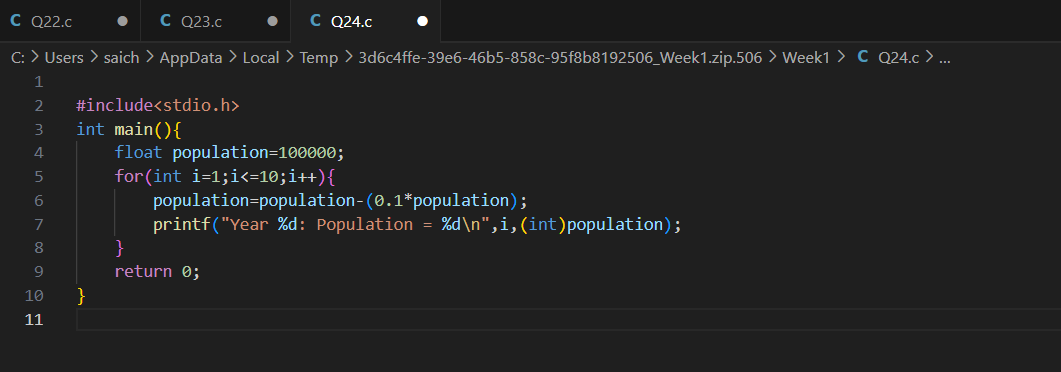 C Q22.c ● C Q23.c ● C Q24.c ●
C: > Users > saich > AppData > Local > Temp > 3d6c4ffe-39e6-46b5-858c-95f8b8192506_Week1.zip.506 > Week1 > C Q24.c > ...
1
2 #include<stdio.h>
3 int main(){
4     float population=100000;
5     for(int i=1;i<=10;i++){
6         population=population-(0.1*population);
7         printf("Year %d: Population = %d\n",i,(int)population);
8     }
9     return 0;
10 }
11